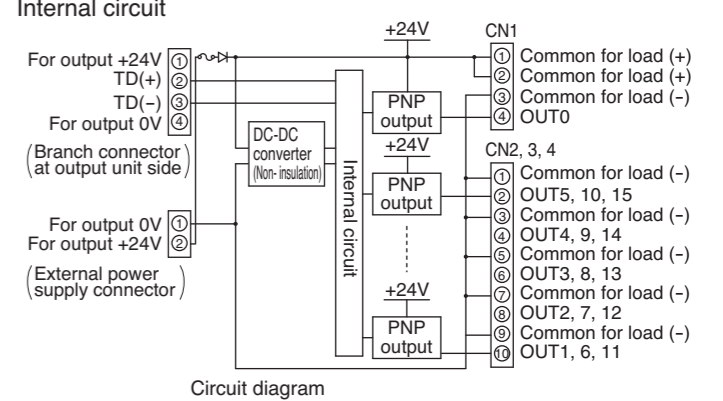 Internal circuit
+24V
CN1
For output +24V ①
TD(+) ②
TD(−) ③
For output 0V ④
(Branch connector
at output unit side)
For output 0V ①
For output +24V ②
(External power
supply connector)
DC-DC
converter
(Non- insulation)
Internal circuit
PNP
output
+24V
PNP
output
+24V
PNP
output
① Common for load (+)
② Common for load (+)
③ Common for load (−)
④ OUT0
CN2, 3, 4
① Common for load (−)
② OUT5, 10, 15
③ Common for load (−)
④ OUT4, 9, 14
⑤ Common for load (−)
⑥ OUT3, 8, 13
⑦ Common for load (−)
⑧ OUT2, 7, 12
⑨ Common for load (−)
⑩ OUT1, 6, 11
Circuit diagram